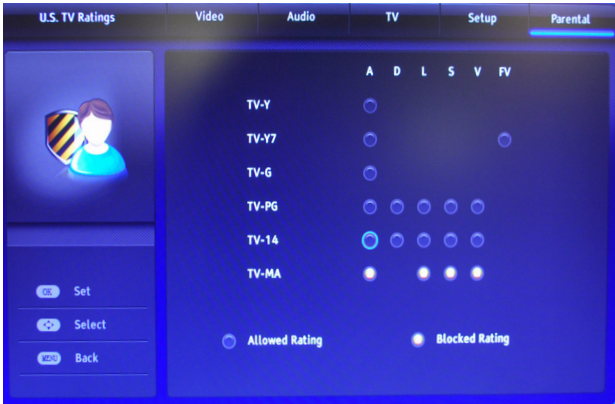 U.S. TV Ratings Video Audio TV Setup Parental
A D L S V FV
TV-Y
TV-Y7
TV-G
TV-PG
TV-14
TV-MA
OK Set
Select
MENU Back
Allowed Rating Blocked Rating